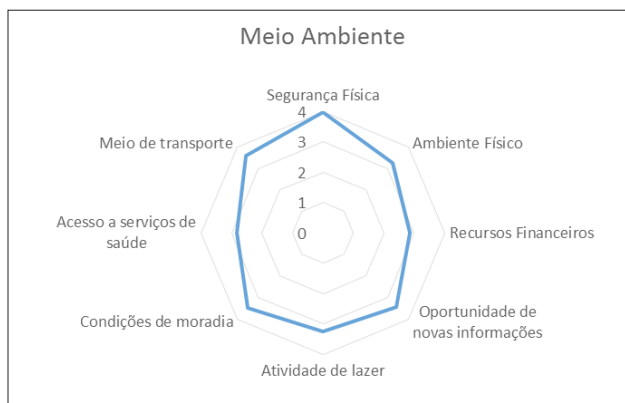 Meio Ambiente
Segurança Física
4
3
2
1
0
Ambiente Físico
Recursos Financeiros
Oportunidade de
novas informações
Atividade de lazer
Condições de moradia
Acesso a serviços de
saúde
Meio de transporte